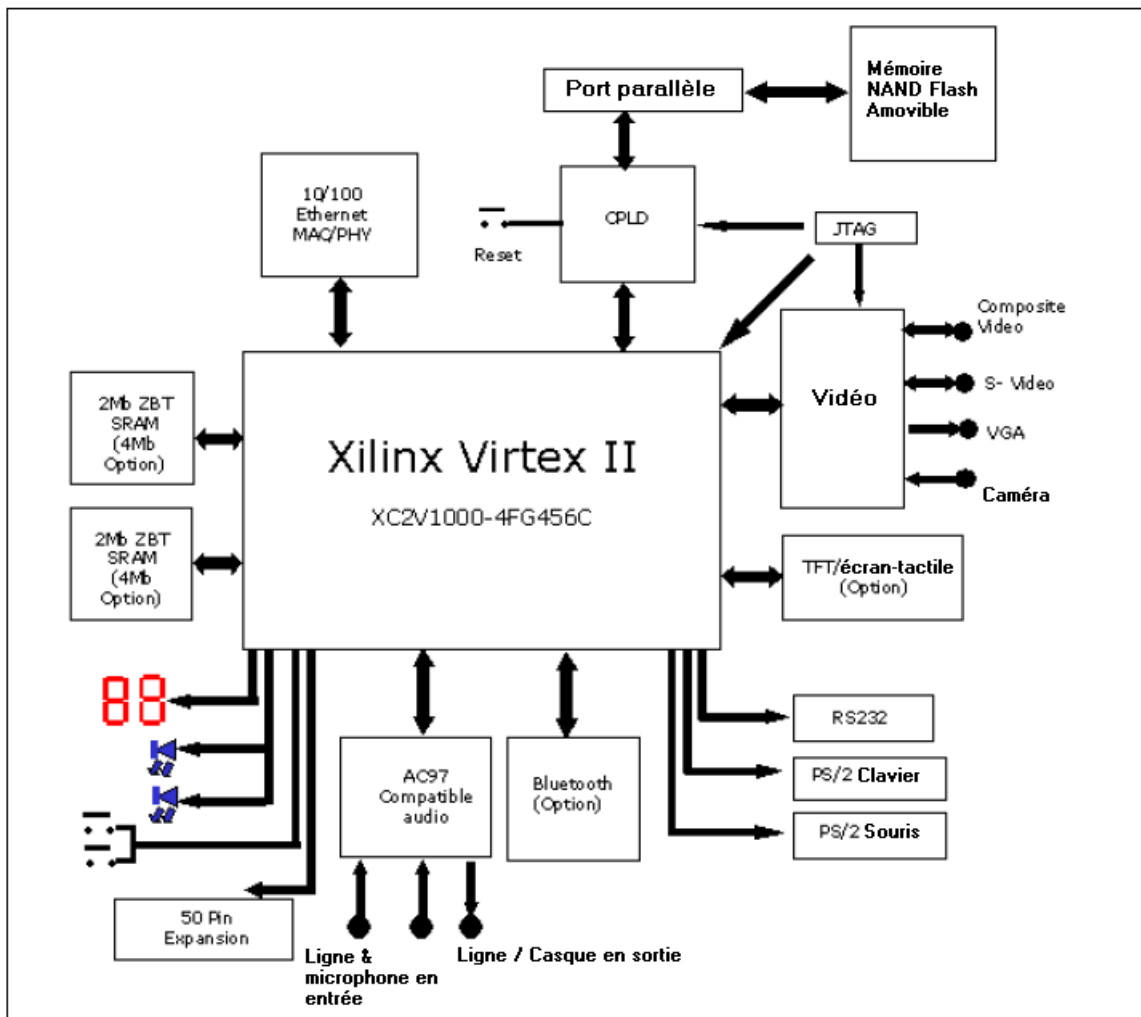 Port parallèle
Mémoire
NAND Flash
Amovible
10/100
Ethernet
MAC/PHY
CPLD
Reset
JTAG
Composite
Video
S- Video
VGA
Caméra
Vidéo
2Mb ZBT
SRAM
(4Mb
Option)
Xilinx Virtex II
XC2V1000-4FG456C
2Mb ZBT
SRAM
(4Mb
Option)
TFT/écran-tactile
(Option)
88
RS232
AC97
Compatible
audio
Bluetooth
(Option)
PS/2 Clavier
PS/2 Souris
50 Pin
Expansion
Ligne &
microphone en
entrée
Ligne / Casque en sortie